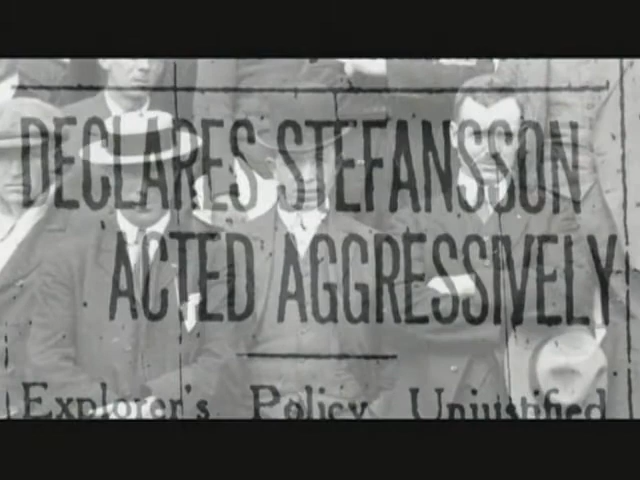 DECLARES STEFANSSON
ACTED AGGRESSIVELY
Explorer's Policy Unjustified